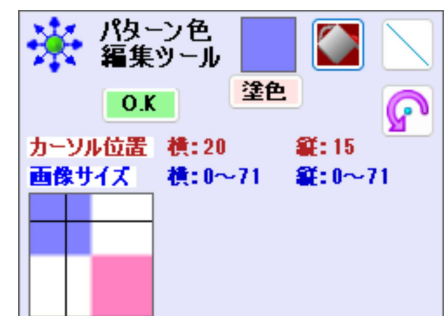 パターン色
編集ツール
O.K
塗色
カーソル位置 横:20 縦:15
画像サイズ 横:0～71 縦:0～71